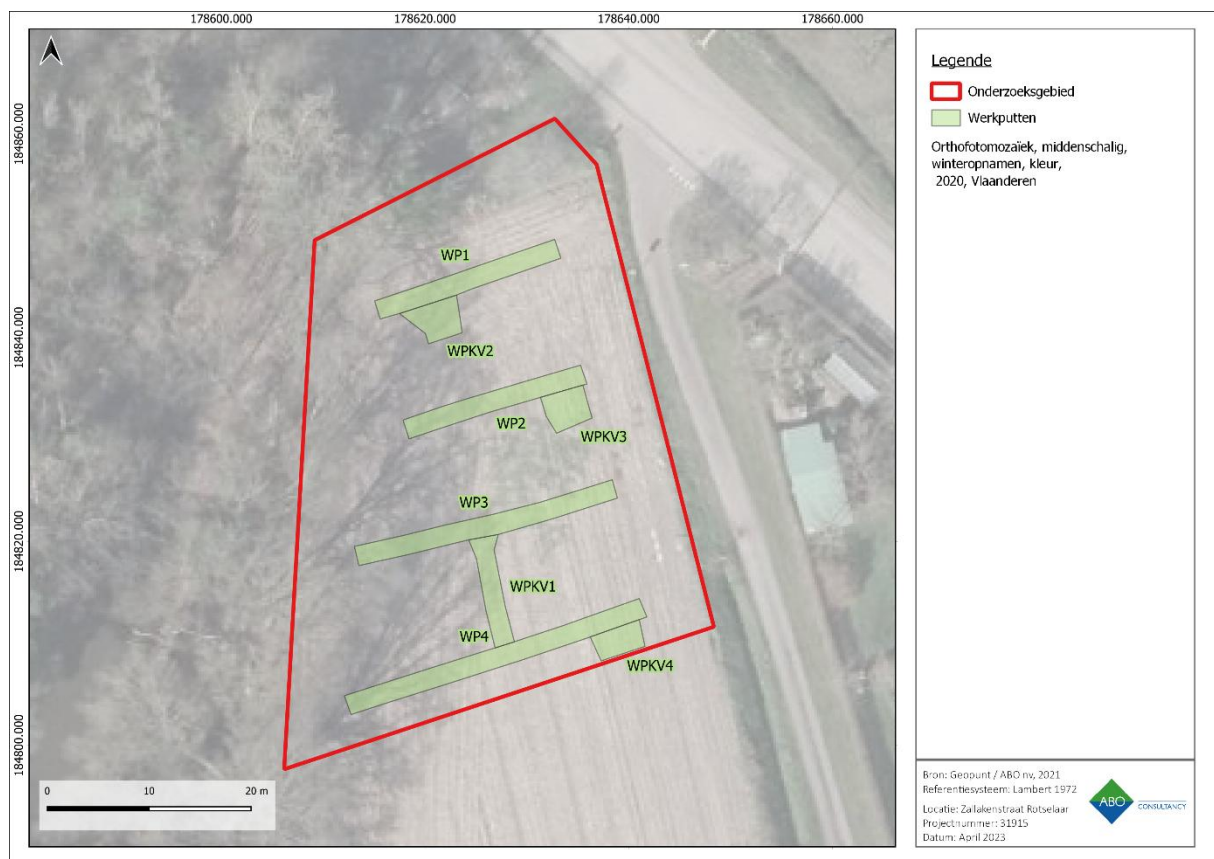 178600.000 178620.000 178640.000 178660.000
184860.000
184840.000
184820.000
184800.000
WP1
WPKV2
WP2
WPKV3
WP3
WPKV1
WP4
WPKV4
0 10 20 m
Legende
Onderzoeksgebied
Werkputten
Orthofotomozaïek, middenschalig,
winteropnamen, kleur,
2020, Vlaanderen
Bron: Geopunt / ABO nv, 2021
Referentiesysteem: Lambert 1972
Locatie: Zallakenstraat Rotselaar
Projectnummer: 31915
Datum: April 2023
ABO CONSULTANCY